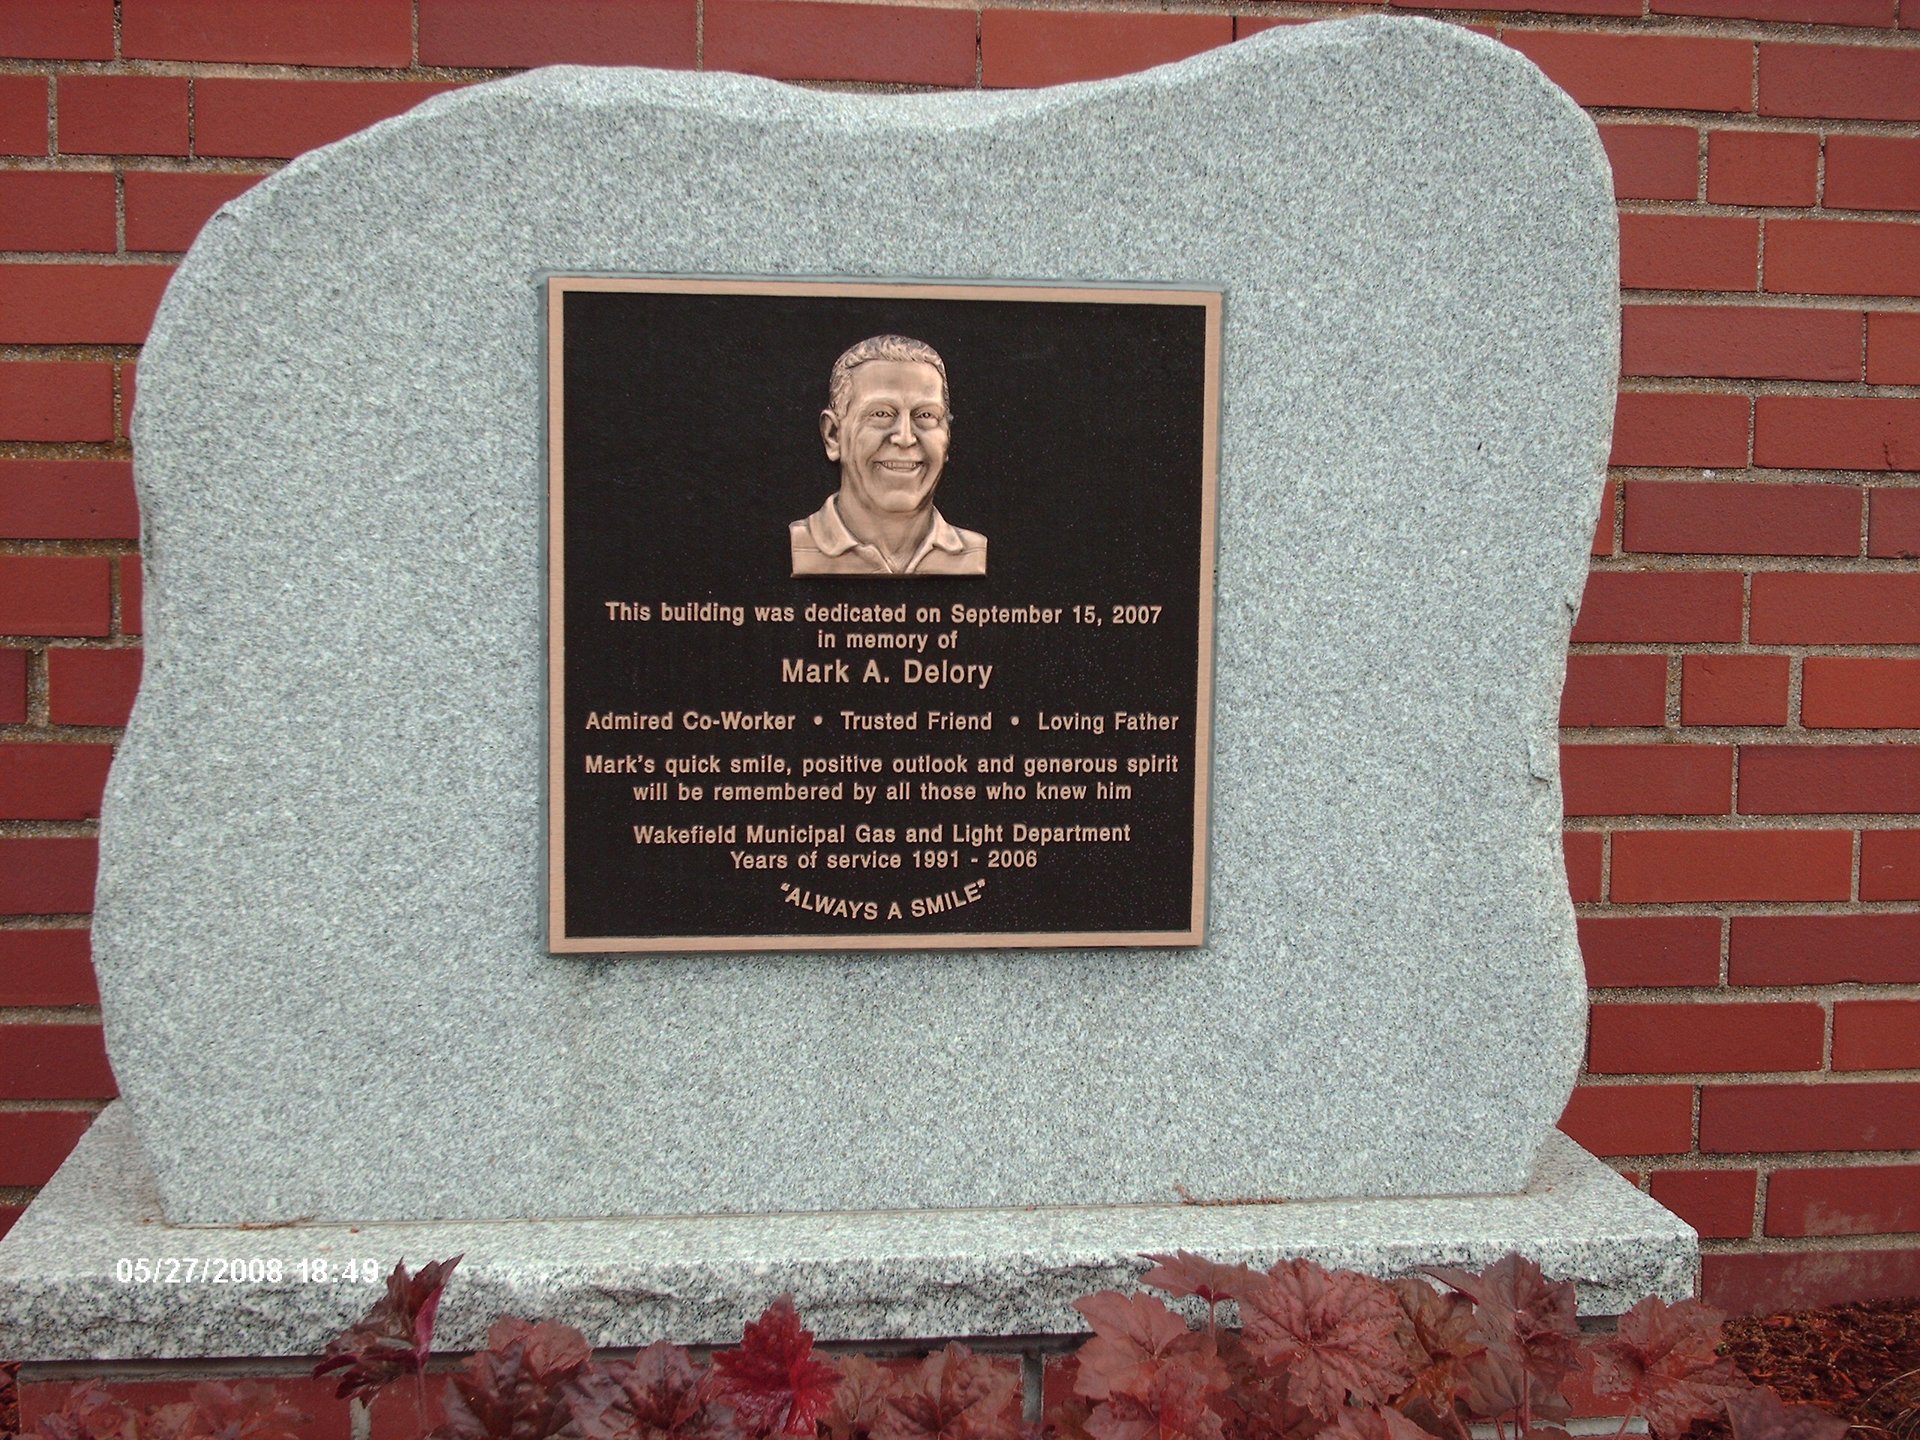 This building was dedicated on September 15, 2007
in memory of
Mark A. Delory
Admired Co-Worker • Trusted Friend • Loving Father
Mark's quick smile, positive outlook and generous spirit
will be remembered by all those who knew him
Wakefield Municipal Gas and Light Department
Years of service 1991 - 2006
"ALWAYS A SMILE"
05/27/2008 18:49